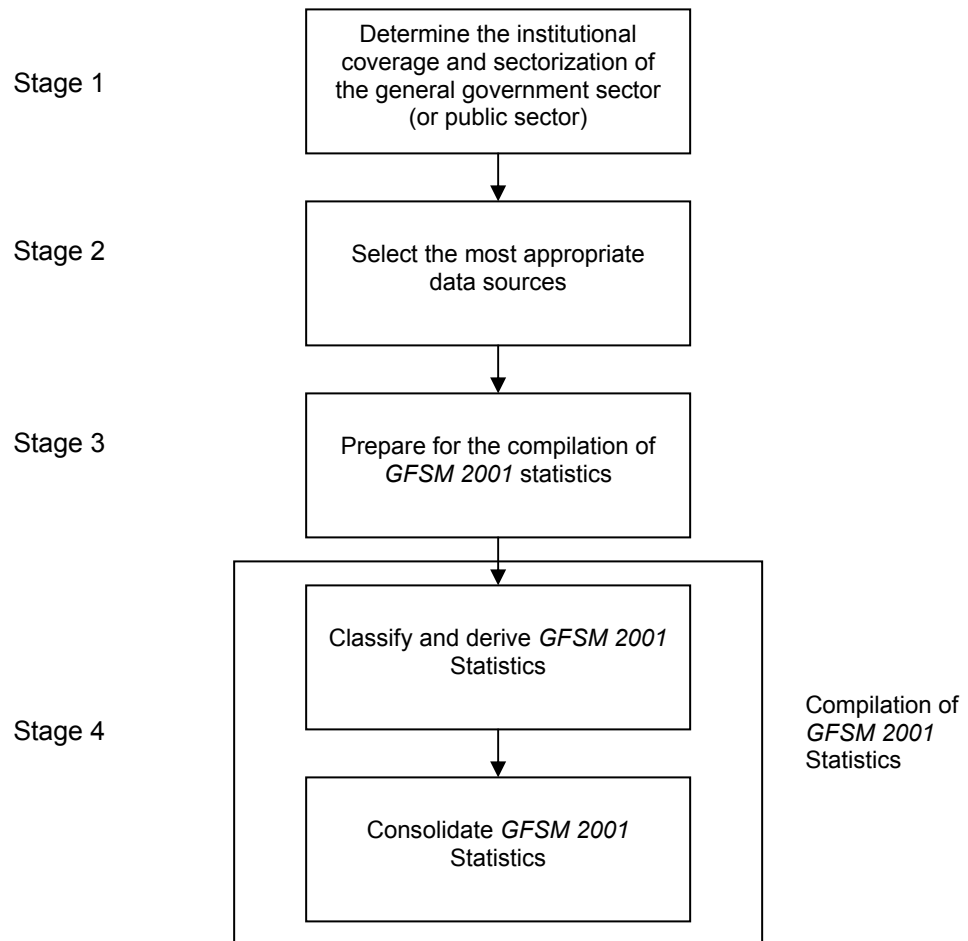 Stage 1
Determine the institutional
coverage and sectorization of
the general government sector
(or public sector)
Stage 2
Select the most appropriate
data sources
Stage 3
Prepare for the compilation of
GFSM 2001 statistics
Stage 4
Classify and derive GFSM 2001
Statistics
Consolidate GFSM 2001
Statistics
Compilation of
GFSM 2001
Statistics